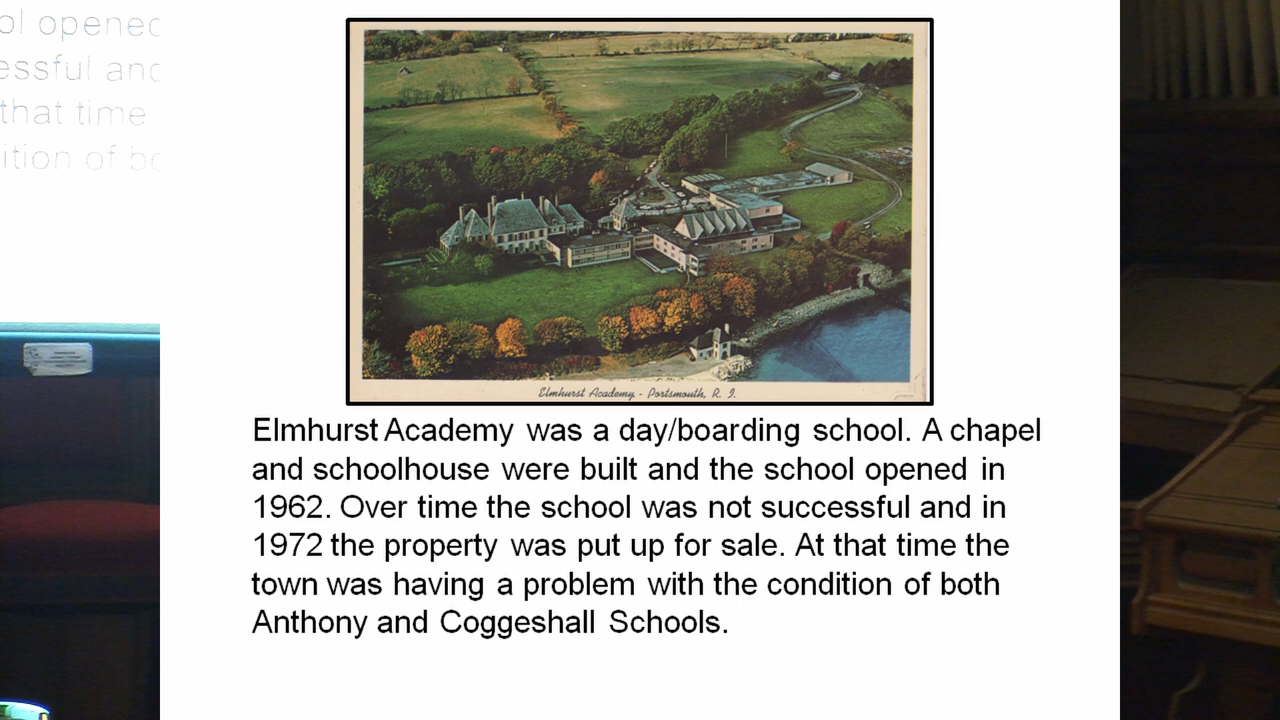 ol opened
essful and
that time
ition of bo
Elmhurst Academy - Portsmouth, R. I.
Elmhurst Academy was a day/boarding school. A chapel
and schoolhouse were built and the school opened in
1962. Over time the school was not successful and in
1972 the property was put up for sale. At that time the
town was having a problem with the condition of both
Anthony and Coggeshall Schools.